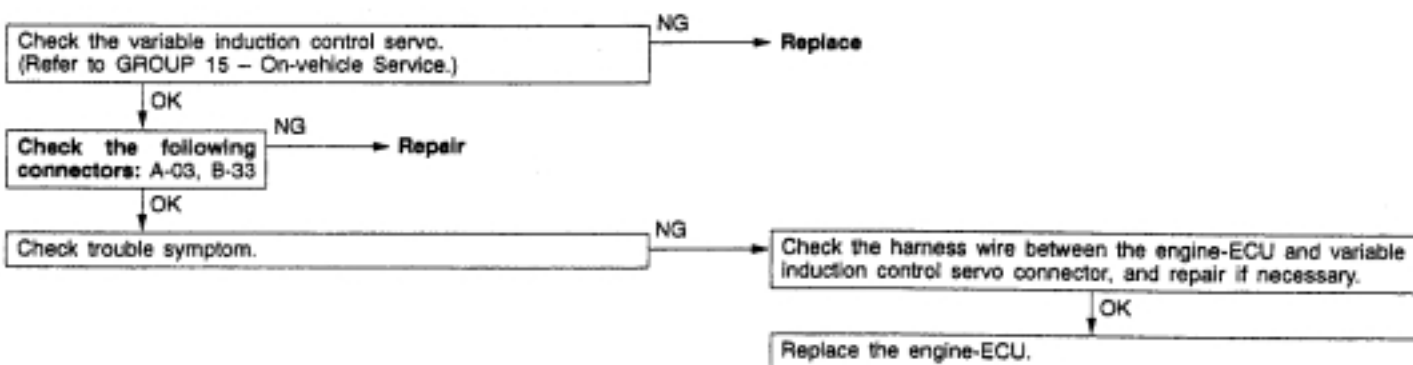 Check the variable induction control servo.
(Refer to GROUP 15 – On-vehicle Service.)
NG
Replace
OK
Check the following
connectors: A-03, B-33
NG
Repair
OK
Check trouble symptom.
NG
Check the harness wire between the engine-ECU and variable
induction control servo connector, and repair if necessary.
OK
Replace the engine-ECU.